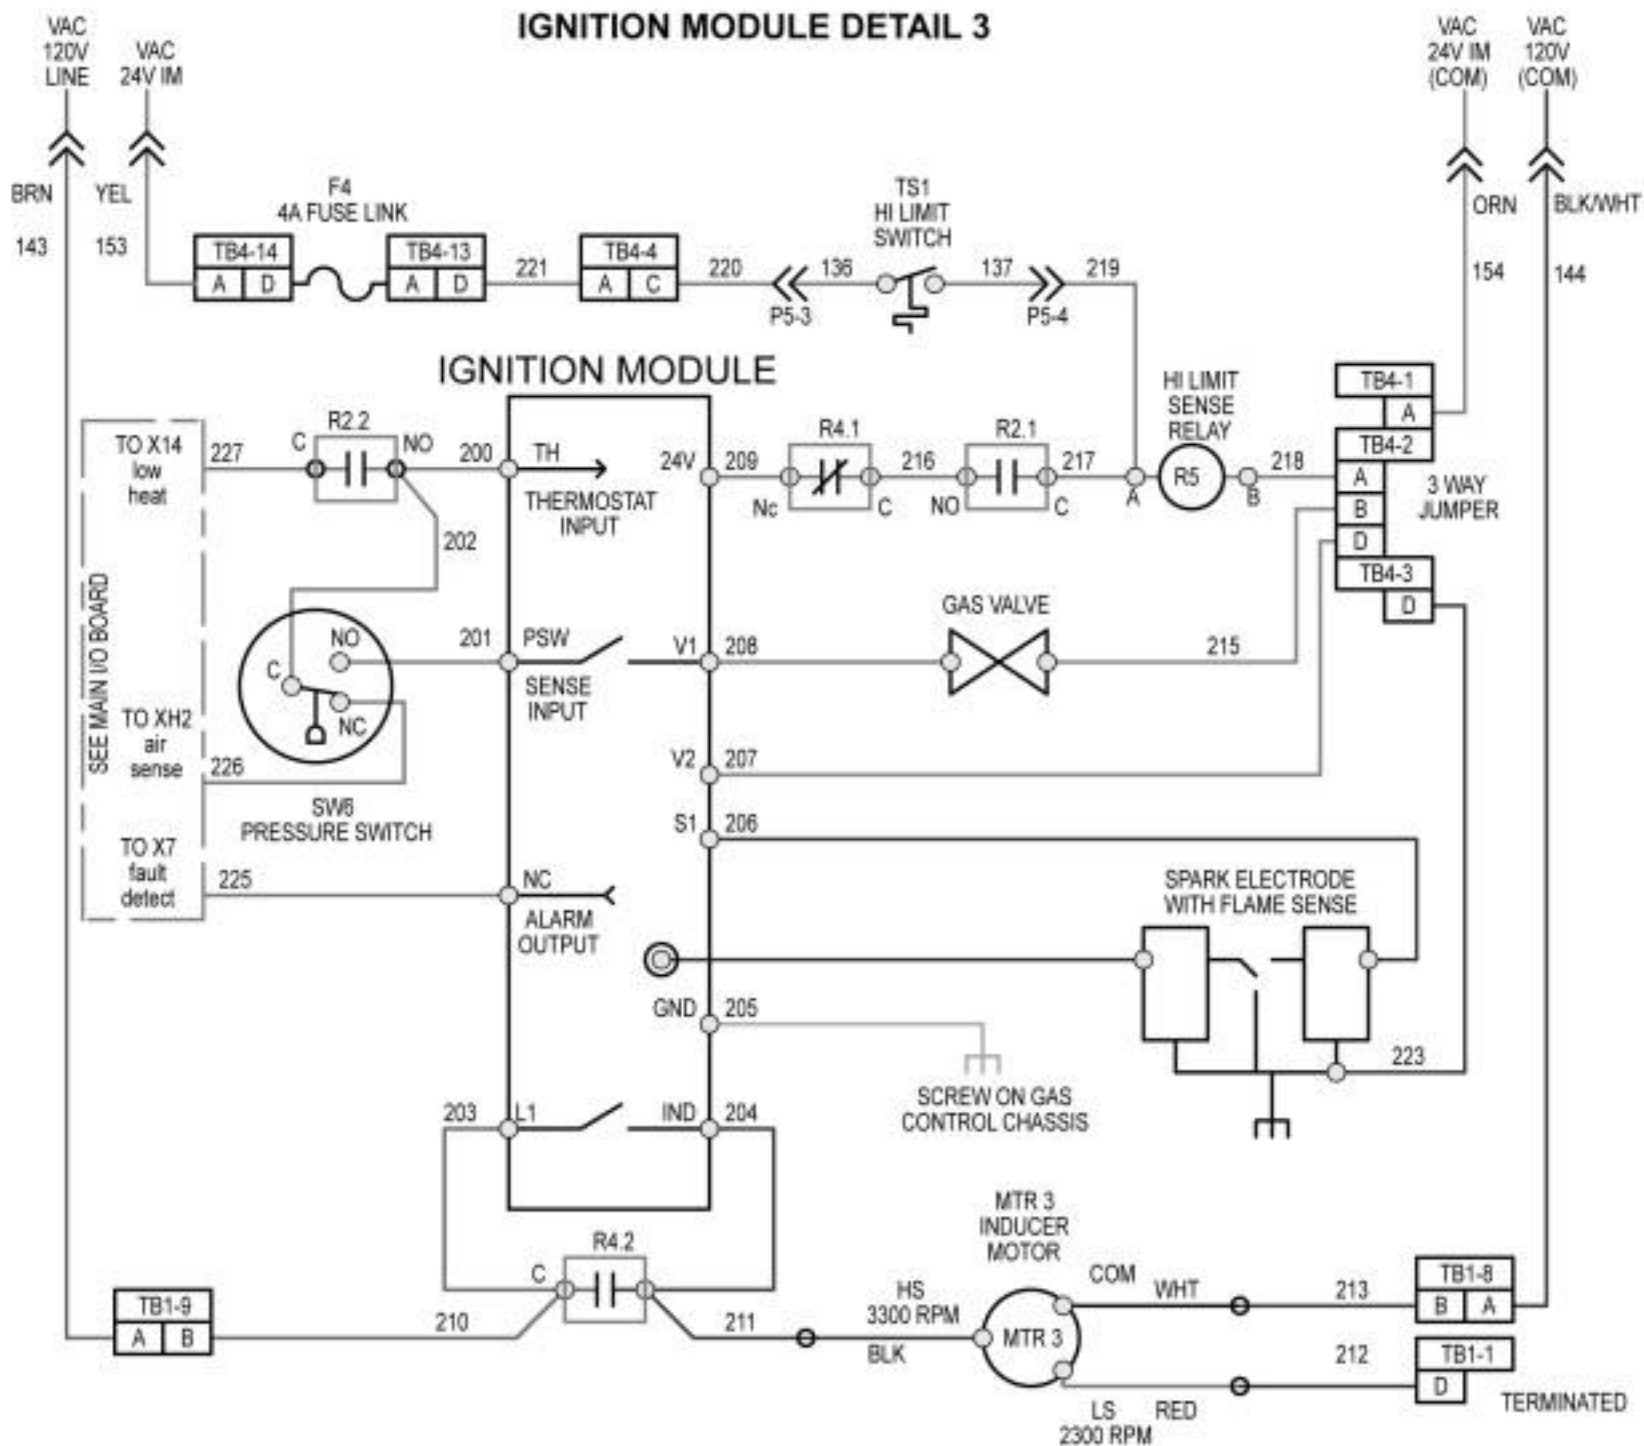 IGNITION MODULE DETAIL 3
VAC
120V
LINE
VAC
24V IM
VAC
24V IM
(COM)
VAC
120V
(COM)
BRN
YEL
143
153
F4
4A FUSE LINK
TB4-14
A D
TB4-13
A D
221
TB4-4
A C
220
P5-3
136
TS1
HI LIMIT
SWITCH
137
P5-4
219
ORN
BLK/WHT
154
144
IGNITION MODULE
TO X14
low
heat
227
C
R2.2
NO
200
TH
THERMOSTAT
INPUT
202
24V
209
R4.1
Nc
C
216
R2.1
NO
C
217
HI LIMIT
SENSE
RELAY
A
R5
B
218
TB4-1
A
TB4-2
A
B
D
TB4-3
D
3 WAY
JUMPER
SEE MAIN I/O BOARD
NO
C
NC
201
PSW
SENSE
INPUT
V1
208
GAS VALVE
215
TO XH2
air
sense
226
SW6
PRESSURE SWITCH
V2
207
S1
206
TO X7
fault
detect
225
NC
ALARM
OUTPUT
SPARK ELECTRODE
WITH FLAME SENSE
GND
205
SCREW ON GAS
CONTROL CHASSIS
223
203
L1
IND
204
R4.2
C
TB1-9
A B
210
211
HS
3300 RPM
BLK
MTR 3
INDUCER
MOTOR
MTR 3
COM
WHT
213
TB1-8
B A
212
TB1-1
D
TERMINATED
LS
2300 RPM
RED